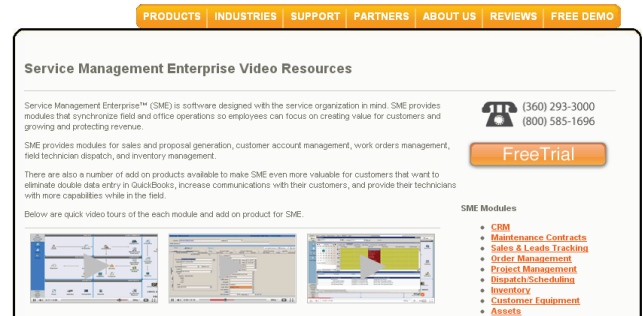 PRODUCTS INDUSTRIES SUPPORT PARTNERS ABOUT US REVIEWS FREE DEMO
Service Management Enterprise Video Resources
Service Management Enterprise™ (SME) is software designed with the service organization in mind. SME provides
modules that synchronize field and office operations so employees can focus on creating value for customers and
growing and protecting revenue.
SME provides modules for sales and proposal generation, customer account management, work orders management,
field technician dispatch, and inventory management.
There are also a number of add on products available to make SME even more valuable for customers that want to
eliminate double data entry in QuickBooks, increase communications with their customers, and provide their technicians
with more capabilities while in the field.
Below are quick video tours of the each module and add on product for SME.
(360) 293-3000
(800) 585-1696
FreeTrial
SME Modules
CRM
Maintenance Contracts
Sales & Leads Tracking
Order Management
Project Management
Dispatch/Scheduling
Inventory
Customer Equipment
Assets